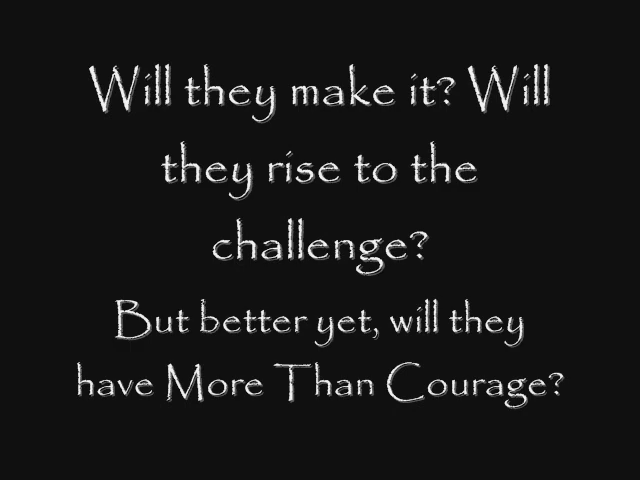 Will they make it? Will
they rise to the
challenge?
But better yet, will they
have More Than Courage?